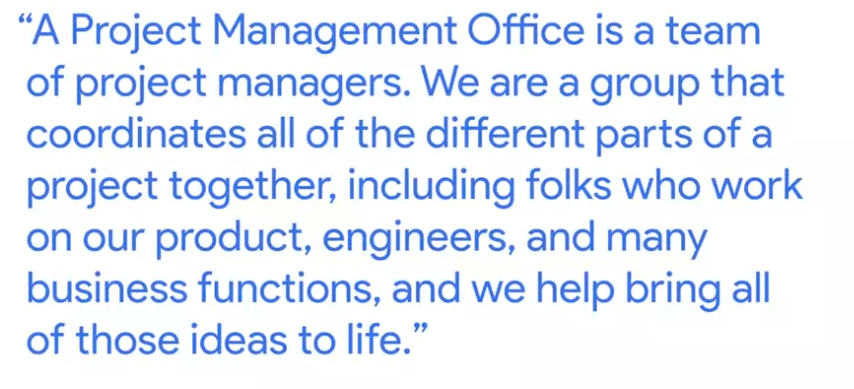 “A Project Management Office is a team
of project managers. We are a group that
coordinates all of the different parts of a
project together, including folks who work
on our product, engineers, and many
business functions, and we help bring all
of those ideas to life.”